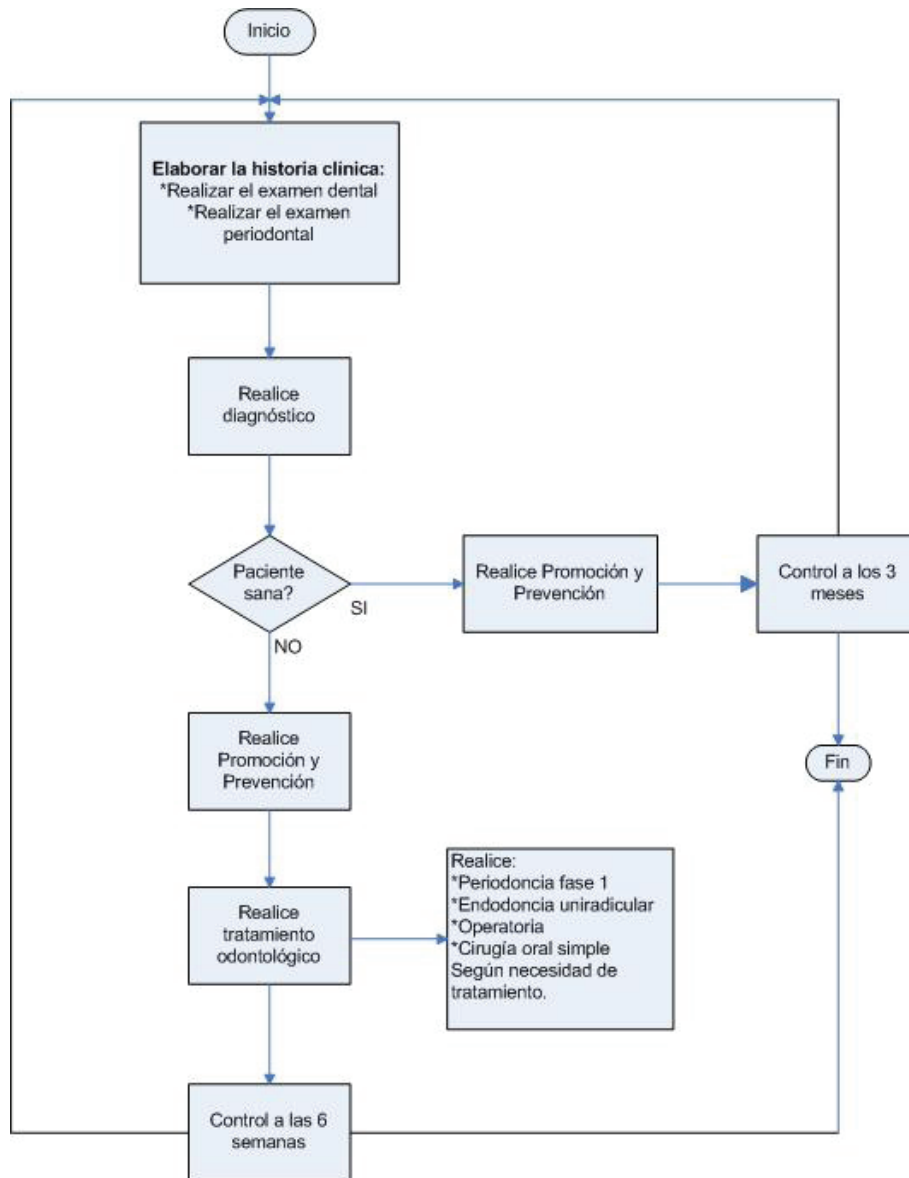 Inicio
Elaborar la historia clínica:
*Realizar el examen dental
*Realizar el examen
periodontal
Realice
diagnóstico
Paciente
sana?
SI
Realice Promoción y
Prevención
Control a los 3
meses
NO
Realice
Promoción y
Prevención
Fin
Realice
tratamiento
odontológico
Realice:
*Periodoncia fase 1
*Endodoncia uniradicular
*Operatoria
*Cirugía oral simple
Según necesidad de
tratamiento.
Control a las 6
semanas